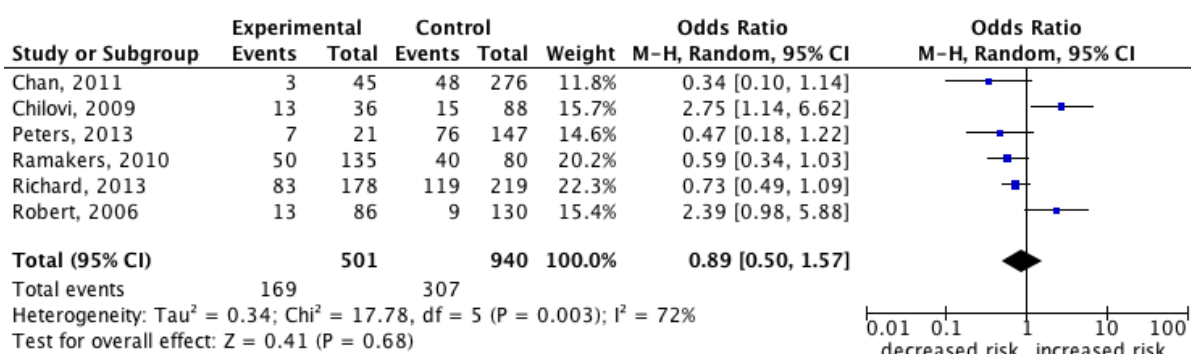 Experimental Control Odds Ratio Odds Ratio
Study or Subgroup Events Total Events Total Weight M-H, Random, 95% CI M-H, Random, 95% CI
Chan, 2011 3 45 48 276 11.8% 0.34 [0.10, 1.14]
Chilovi, 2009 13 36 15 88 15.7% 2.75 [1.14, 6.62]
Peters, 2013 7 21 76 147 14.6% 0.47 [0.18, 1.22]
Ramakers, 2010 50 135 40 80 20.2% 0.59 [0.34, 1.03]
Richard, 2013 83 178 119 219 22.3% 0.73 [0.49, 1.09]
Robert, 2006 13 86 9 130 15.4% 2.39 [0.98, 5.88]
Total (95% CI) 501 940 100.0% 0.89 [0.50, 1.57]
Total events 169 307
Heterogeneity: Tau² = 0.34; Chi² = 17.78, df = 5 (P = 0.003); I² = 72%
Test for overall effect: Z = 0.41 (P = 0.68)
0.01 0.1 1 10 100
decreased risk increased risk